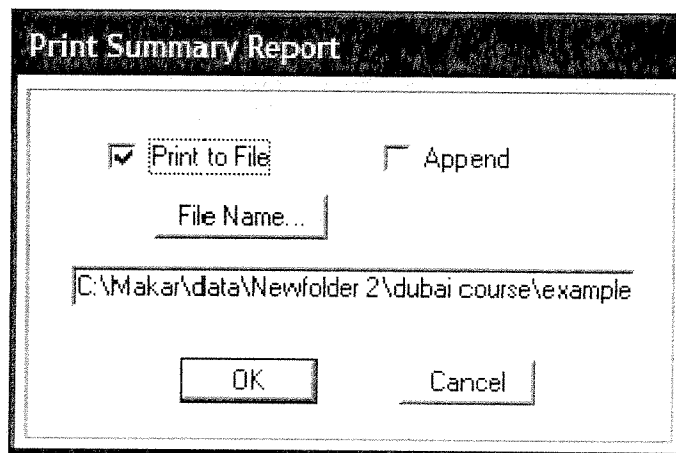 Print Summary Report
Print to File Append
File Name...
C:\Makar\data\Newfolder 2\dubai course\example
OK Cancel